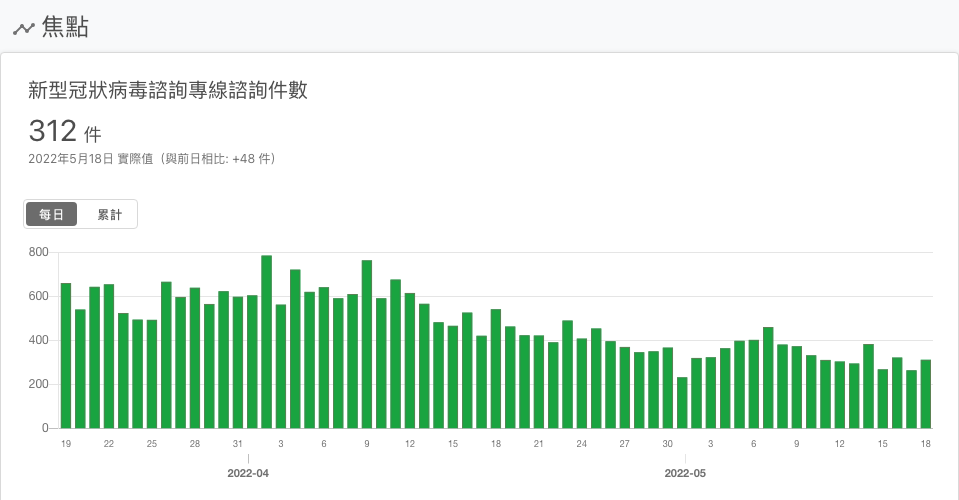 焦點
新型冠狀病毒諮詢專線諮詢件數
312 件
2022年5月18日 實際值（與前日相比: +48 件）
每日 累計
800
600
400
200
0
19 22 25 28 31 3 6 9 12 15 18 21 24 27 30 3 6 9 12 15 18
2022-04 2022-05